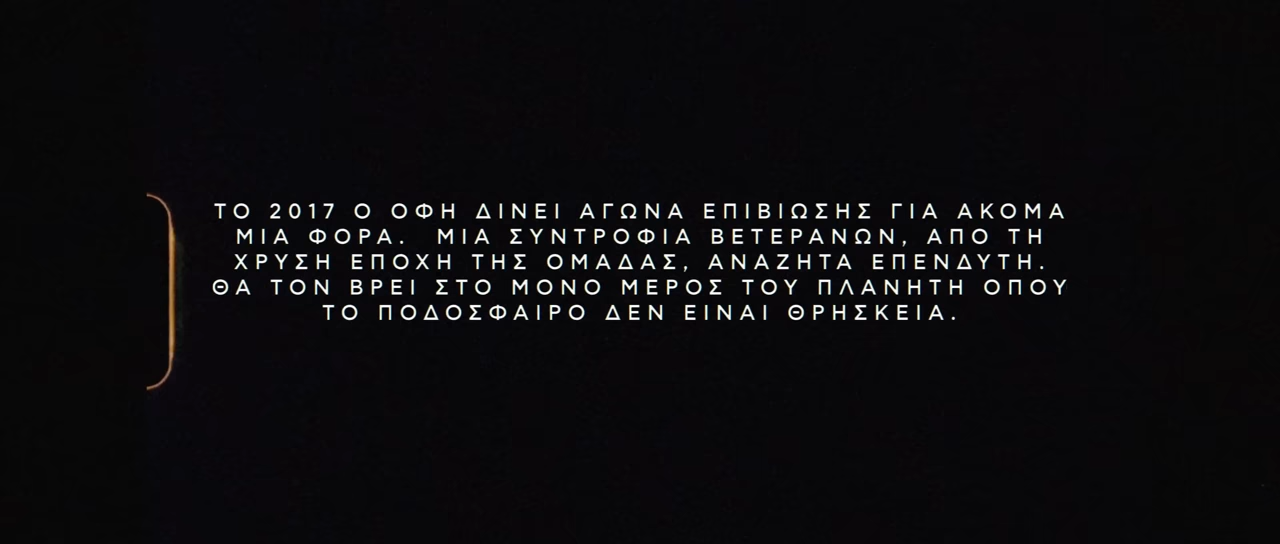 ΤΟ 2017 Ο ΟΦΗ ΔΙΝΕΙ ΑΓΩΝΑ ΕΠΙΒΙΩΣΗΣ ΓΙΑ ΑΚΟΜΑ
ΜΙΑ ΦΟΡΑ. ΜΙΑ ΣΥΝΤΡΟΦΙΑ ΒΕΤΕΡΑΝΩΝ, ΑΠΟ ΤΗ
ΧΡΥΣΗ ΕΠΟΧΗ ΤΗΣ ΟΜΑΔΑΣ, ΑΝΑΖΗΤΑ ΕΠΕΝΔΥΤΗ.
ΘΑ ΤΟΝ ΒΡΕΙ ΣΤΟ ΜΟΝΟ ΜΕΡΟΣ ΤΟΥ ΠΛΑΝΗΤΗ ΟΠΟΥ
ΤΟ ΠΟΔΟΣΦΑΙΡΟ ΔΕΝ ΕΙΝΑΙ ΘΡΗΣΚΕΙΑ.